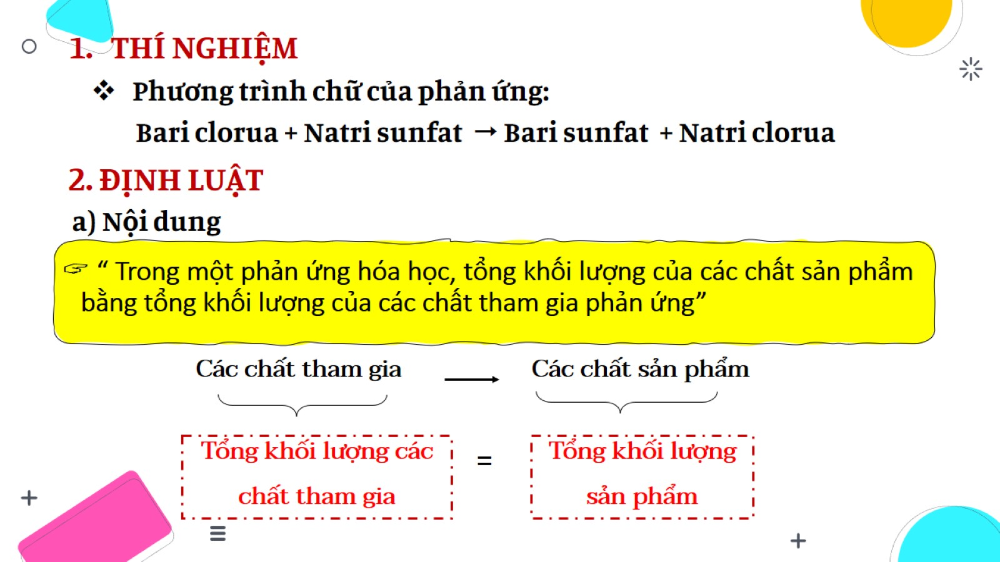 1. THÍ NGHIỆM
❖ Phương trình chữ của phản ứng:
Bari clorua + Natri sunfat → Bari sunfat + Natri clorua
2. ĐỊNH LUẬT
a) Nội dung
☞ “ Trong một phản ứng hóa học, tổng khối lượng của các chất sản phẩm
bằng tổng khối lượng của các chất tham gia phản ứng”
Các chất tham gia → Các chất sản phẩm
Tổng khối lượng các = Tổng khối lượng
chất tham gia sản phẩm